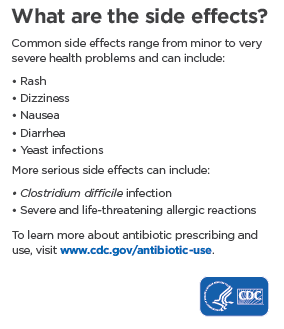 What are the side effects?
Common side effects range from minor to very
severe health problems and can include:
• Rash
• Dizziness
• Nausea
• Diarrhea
• Yeast infections
More serious side effects can include:
• Clostridium difficile infection
• Severe and life-threatening allergic reactions
To learn more about antibiotic prescribing and
use, visit www.cdc.gov/antibiotic-use.
CDC